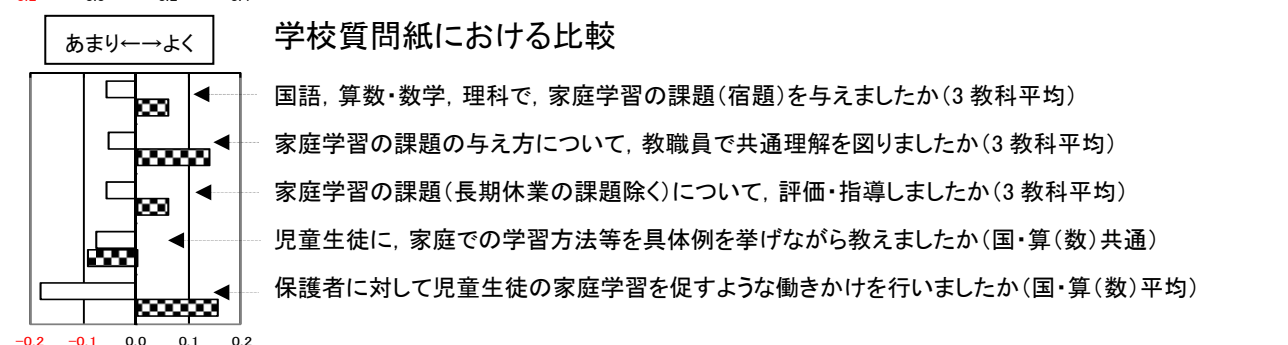 学校質問紙における比較
あまり←→よく
国語，算数・数学，理科で，家庭学習の課題（宿題）を与えましたか（3 教科平均）
家庭学習の課題の与え方について，教職員で共通理解を図りましたか（3 教科平均）
家庭学習の課題（長期休業の課題除く）について，評価・指導しましたか（3 教科平均）
児童生徒に，家庭での学習方法等を具体例を挙げながら教えましたか（国・算（数）共通）
保護者に対して児童生徒の家庭学習を促すような働きかけを行いましたか（国・算（数）平均）
-0.2 -0.1 0.0 0.1 0.2